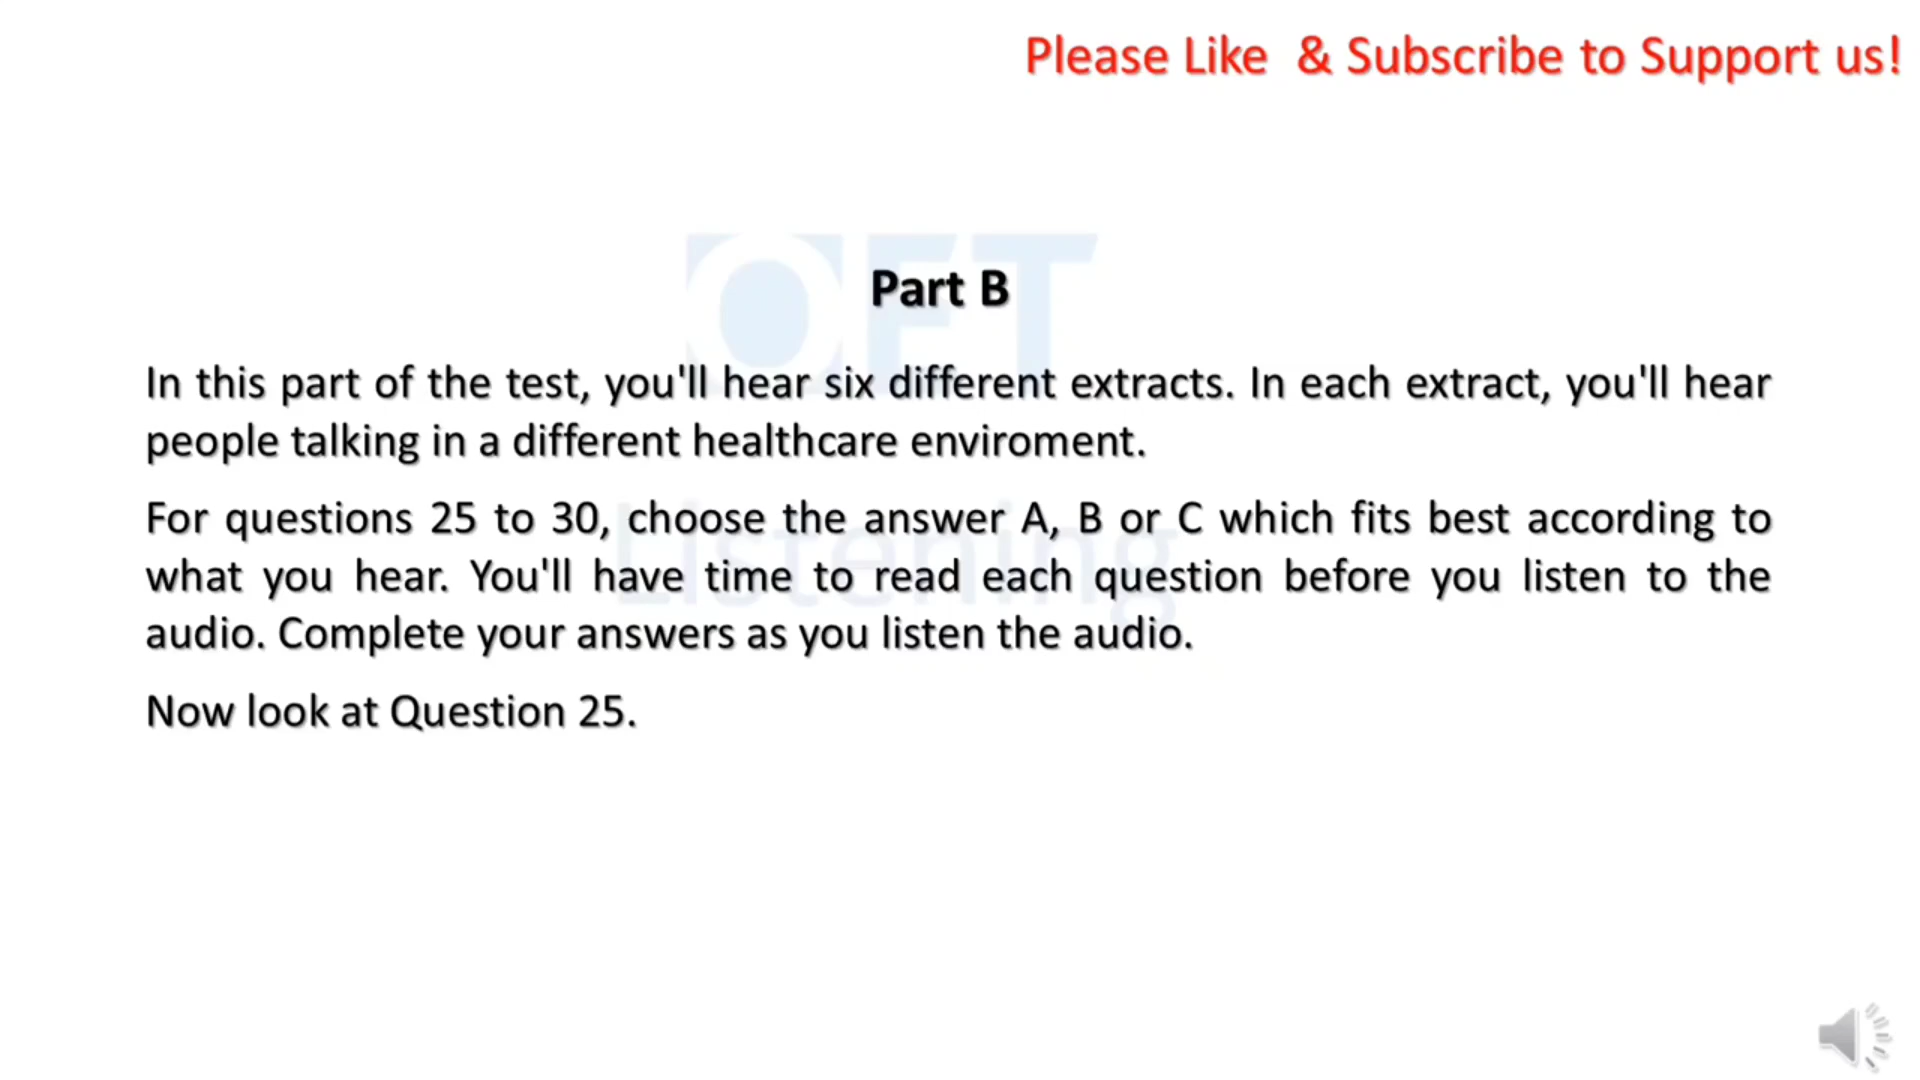 Please Like & Subscribe to Support us!
OET
Part B
In this part of the test, you'll hear six different extracts. In each extract, you'll hear
people talking in a different healthcare enviroment.
For questions 25 to 30, choose the answer A, B or C which fits best according to
Listening
what you hear. You'll have time to read each question before you listen to the
audio. Complete your answers as you listen the audio.
Now look at Question 25.